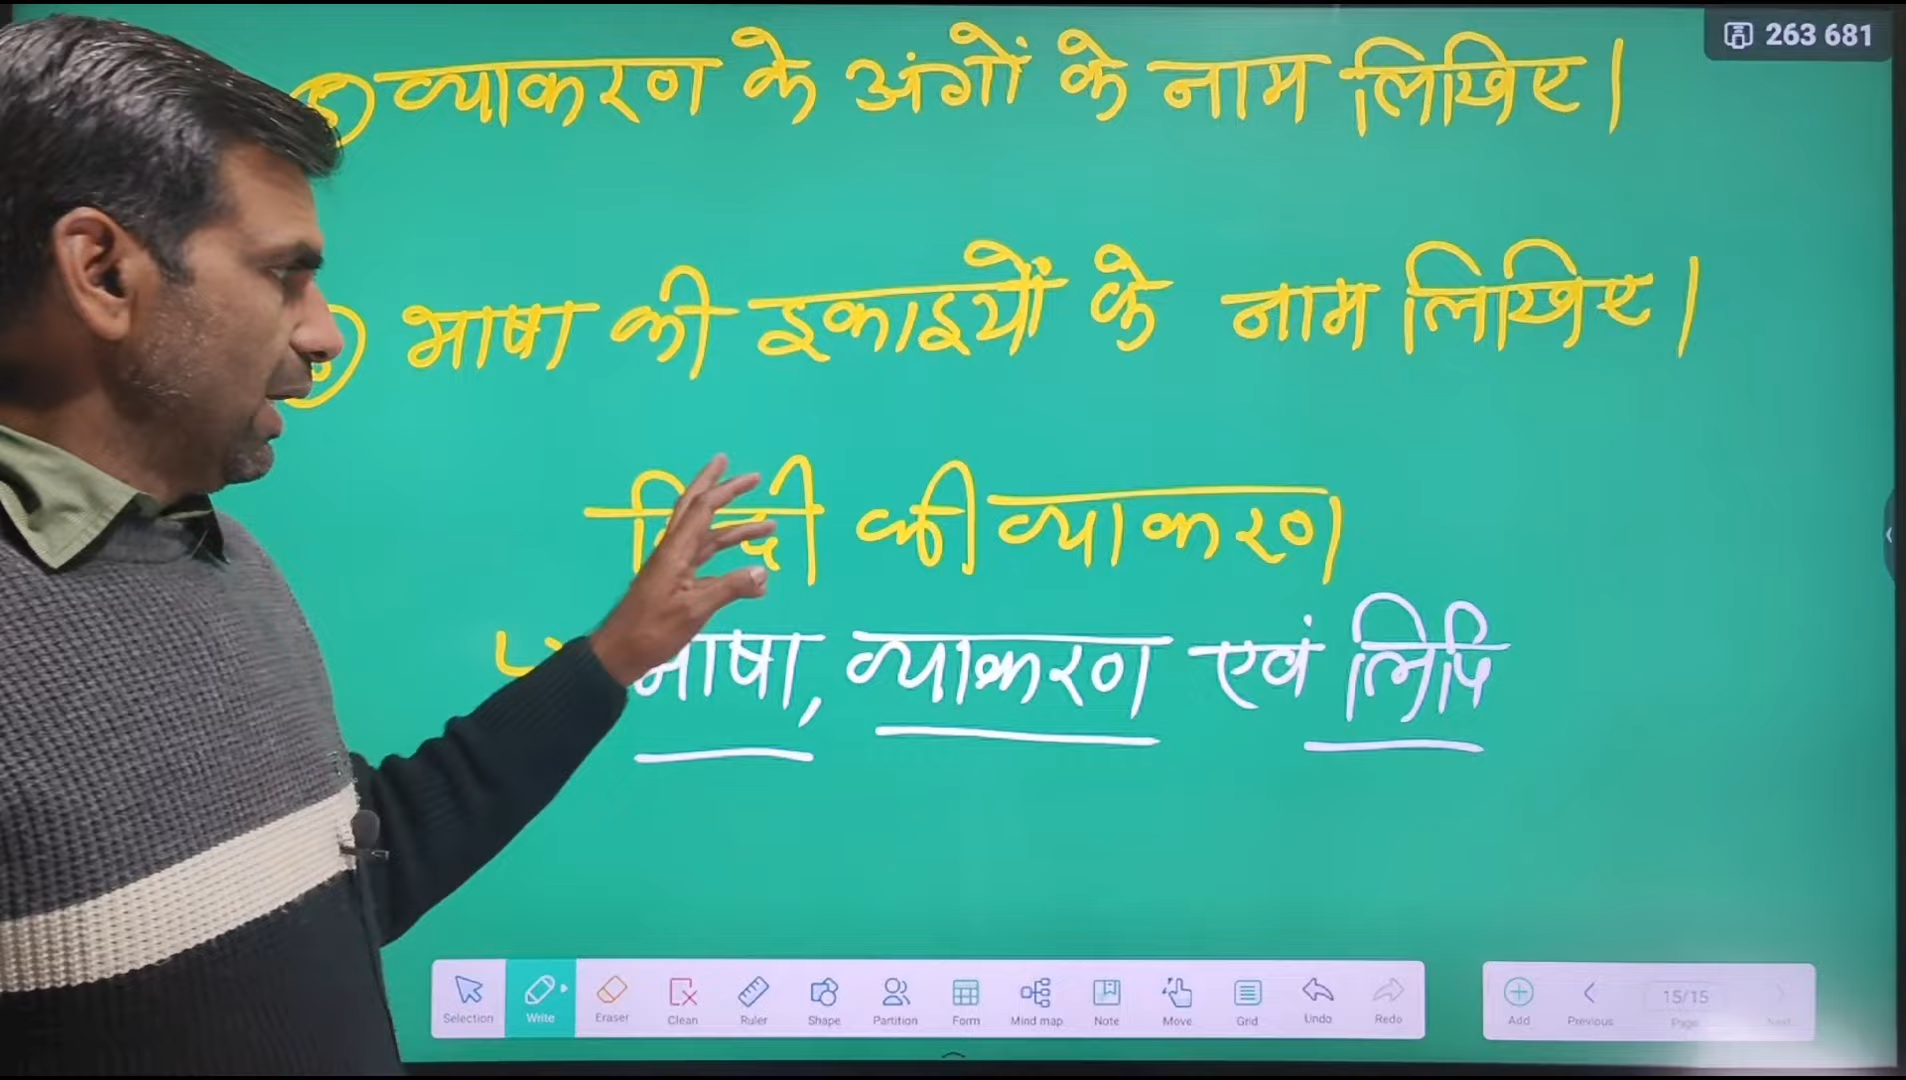 263 681
व्याकरण के अंगों के नाम लिखिए।
भाषा की इकाइयों के नाम लिखिए।
हिन्दी की व्याकरण
भाषा, व्याकरण एवं लिपि
Selection Write Eraser Clean Ruler Shape Partition Form Mind map Note Move Grid Undo Redo Add Previous 15/15 Page Next